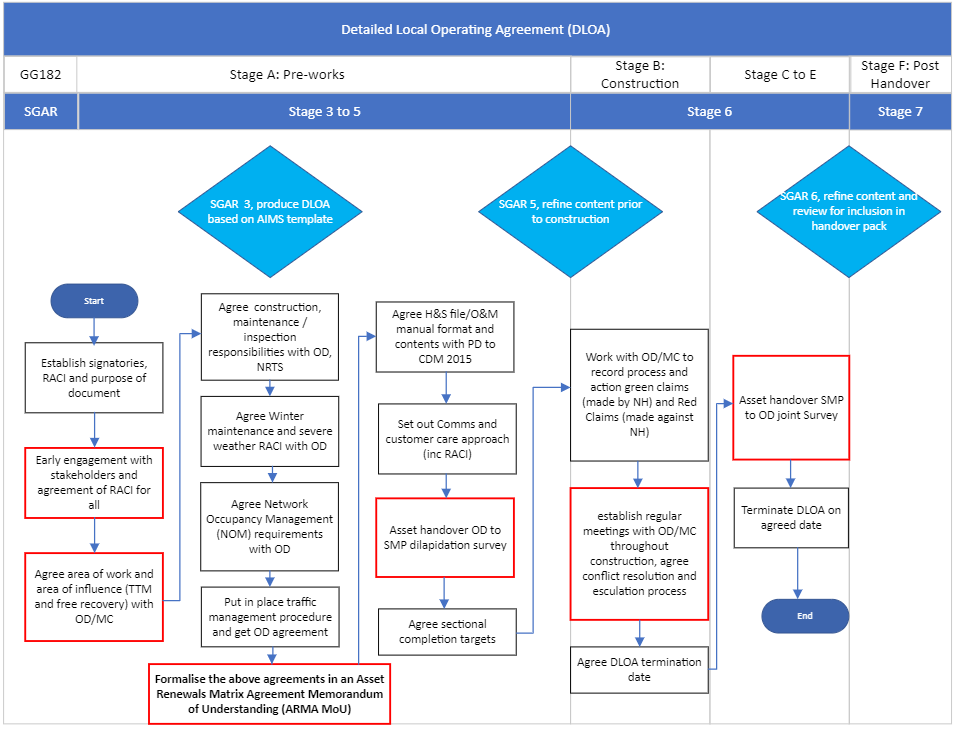 Detailed Local Operating Agreement (DLOA)
GG182
Stage A: Pre-works
Stage B:
Construction
Stage C to E
Stage F: Post
Handover
SGAR
Stage 3 to 5
Stage 6
Stage 7
SGAR 3, produce DLOA
based on AIMS template
SGAR 5, refine content prior
to construction
SGAR 6, refine content and
review for inclusion in
handover pack
Start
Establish signatories,
RACI and purpose of
document
Early engagement with
stakeholders and
agreement of RACI for
all
Agree area of work and
area of influence (TTM
and free recovery) with
OD/MC
Agree construction,
maintenance /
inspection
responsibilities with OD,
NRTS
Agree Winter
maintenance and severe
weather RACI with OD
Agree Network
Occupancy Management
(NOM) requirements
with OD
Put in place traffic
management procedure
and get OD agreement
Formalise the above agreements in an Asset
Renewals Matrix Agreement Memorandum
of Understanding (ARMA MoU)
Agree H&S file/O&M
manual format and
contents with PD to
CDM 2015
Set out Comms and
customer care approach
(inc RACI)
Asset handover OD to
SMP dilapidation survey
Agree sectional
completion targets
Work with OD/MC to
record process and
action green claims
(made by NH) and Red
Claims (made against
NH)
establish regular
meetings with OD/MC
throughout
construction, agree
conflict resolution and
esculation process
Agree DLOA termination
date
Asset handover SMP
to OD joint Survey
Terminate DLOA on
agreed date
End